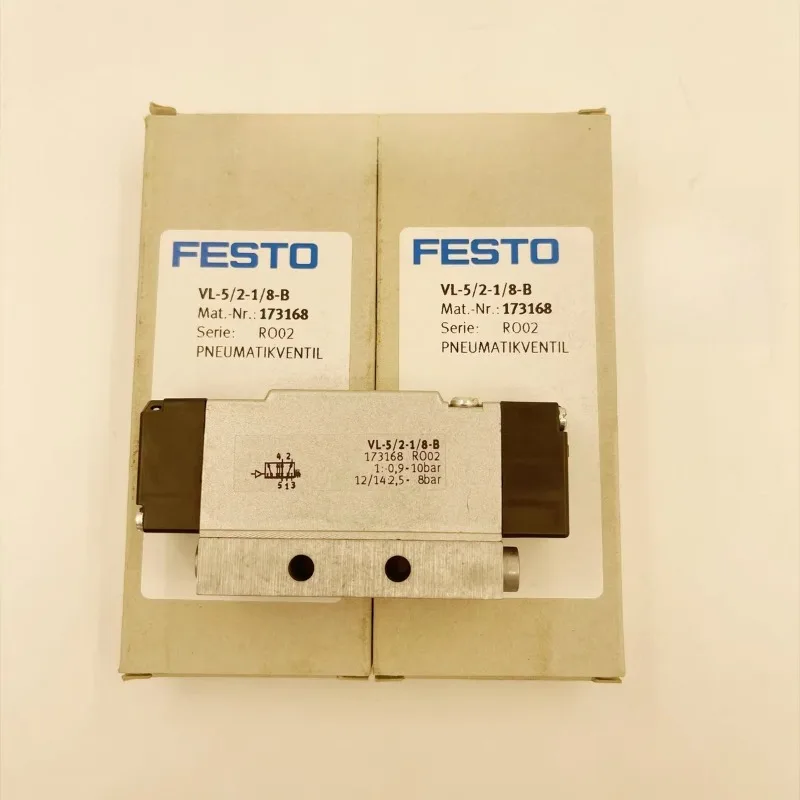 FESTO
VL-5/2-1/8-B
Mat.-Nr.: 173168
Serie: RO02
PNEUMATIKVENTIL
FESTO
VL-5/2-1/8-B
Mat.-Nr.: 173168
Serie: RO02
PNEUMATIKVENTIL
VL-5/2-1/8-B
173168 RO02
1:-0,9-10bar
12/14:2,5- 8bar
4 2
5 1 3